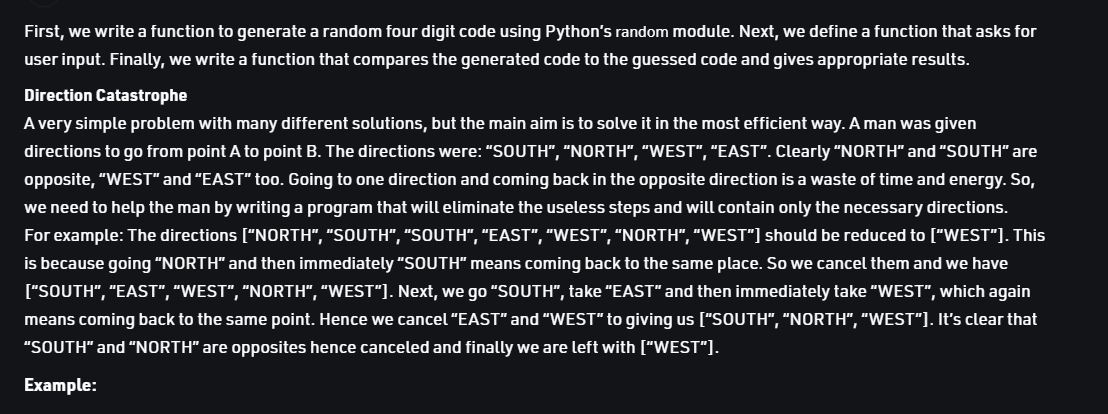 First, we write a function to generate a random four digit code using Python’s random module. Next, we define a function that asks for
user input. Finally, we write a function that compares the generated code to the guessed code and gives appropriate results.
Direction Catastrophe
A very simple problem with many different solutions, but the main aim is to solve it in the most efficient way. A man was given
directions to go from point A to point B. The directions were: “SOUTH”, “NORTH”, “WEST”, “EAST”. Clearly “NORTH” and “SOUTH” are
opposite, “WEST” and “EAST” too. Going to one direction and coming back in the opposite direction is a waste of time and energy. So,
we need to help the man by writing a program that will eliminate the useless steps and will contain only the necessary directions.
For example: The directions [“NORTH”, “SOUTH”, “SOUTH”, “EAST”, “WEST”, “NORTH”, “WEST”] should be reduced to [“WEST”]. This
is because going “NORTH” and then immediately “SOUTH” means coming back to the same place. So we cancel them and we have
[“SOUTH”, “EAST”, “WEST”, “NORTH”, “WEST”]. Next, we go “SOUTH”, take “EAST” and then immediately take “WEST”, which again
means coming back to the same point. Hence we cancel “EAST” and “WEST” to giving us [“SOUTH”, “NORTH”, “WEST”]. It’s clear that
“SOUTH” and “NORTH” are opposites hence canceled and finally we are left with [“WEST”].
Example: